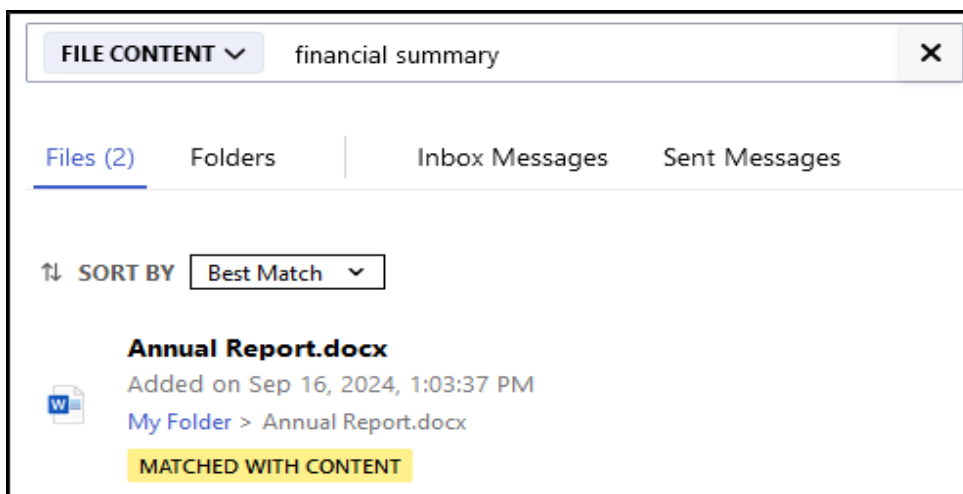 FILE CONTENT financial summary
Files (2) Folders Inbox Messages Sent Messages
SORT BY Best Match
Annual Report.docx
Added on Sep 16, 2024, 1:03:37 PM
W
My Folder > Annual Report.docx
MATCHED WITH CONTENT